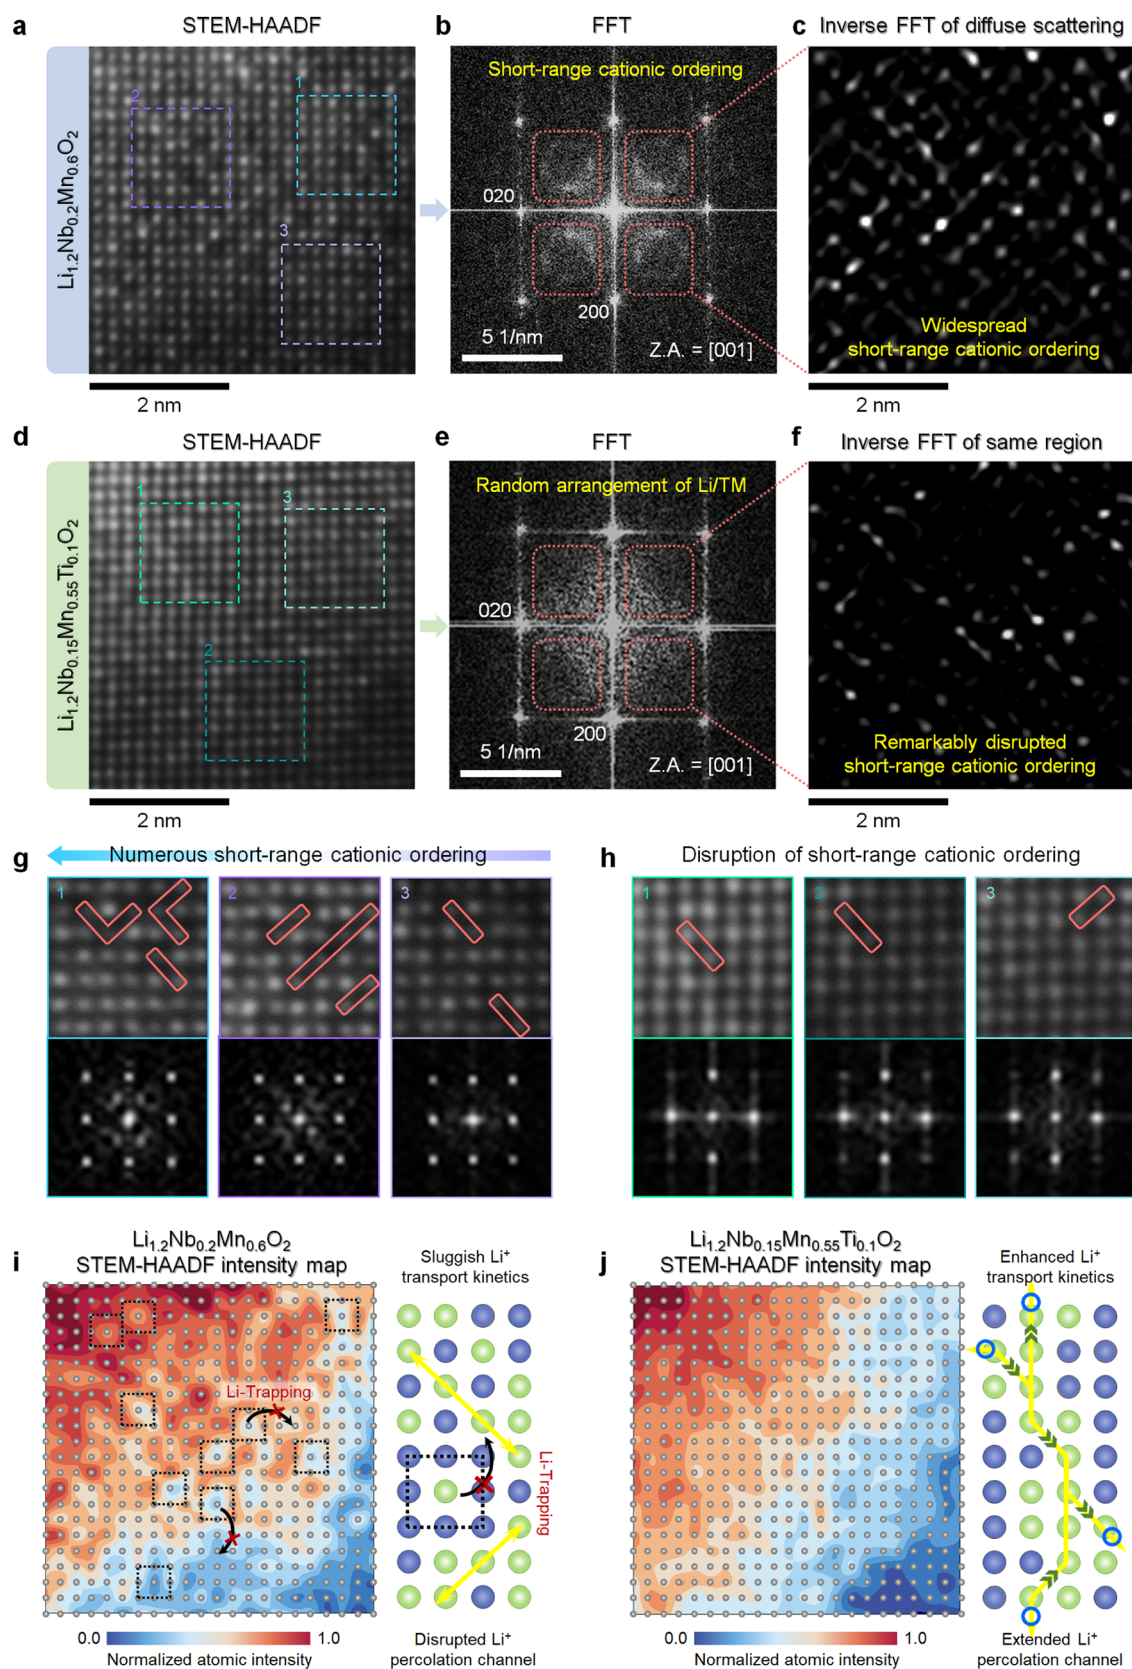 a
STEM-HAADF
b
FFT
c
Inverse FFT of diffuse scattering
Li1.2Nb0.2Mn0.6O2
1
2
3
2 nm
Short-range cationic ordering
020
200
5 1/nm
Z.A. = [001]
Widespread
short-range cationic ordering
2 nm
d
STEM-HAADF
e
FFT
f
Inverse FFT of same region
Li1.2Nb0.15Mn0.55Ti0.1O2
1
3
2
2 nm
Random arrangement of Li/TM
020
200
5 1/nm
Z.A. = [001]
Remarkably disrupted
short-range cationic ordering
2 nm
g
Numerous short-range cationic ordering
1
2
3
h
Disruption of short-range cationic ordering
1
2
3
i
Li1.2Nb0.2Mn0.6O2
STEM-HAADF intensity map
Li-Trapping
0.0
1.0
Normalized atomic intensity
Sluggish Li+
transport kinetics
Li-Trapping
Disrupted Li+
percolation channel
j
Li1.2Nb0.15Mn0.55Ti0.1O2
STEM-HAADF intensity map
0.0
1.0
Normalized atomic intensity
Enhanced Li+
transport kinetics
Extended Li+
percolation channel